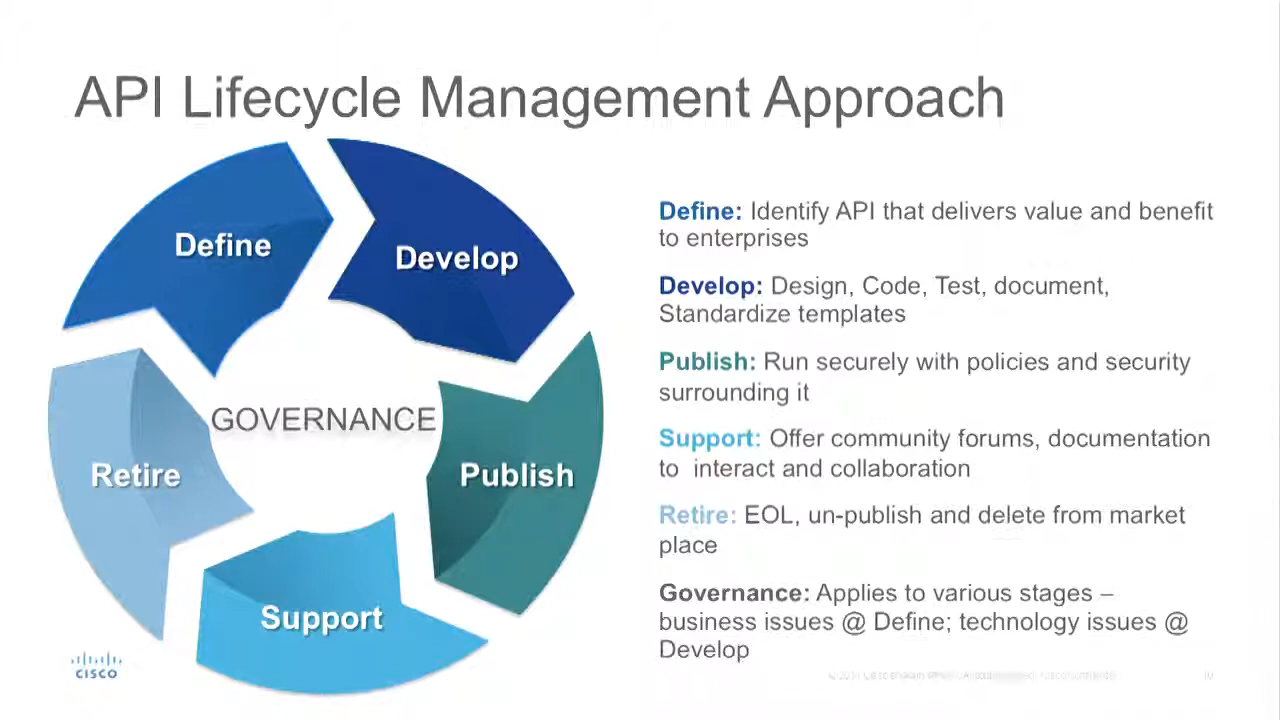 API Lifecycle Management Approach
Define
Develop
GOVERNANCE
Retire
Publish
Support
Define: Identify API that delivers value and benefit
to enterprises
Develop: Design, Code, Test, document,
Standardize templates
Publish: Run securely with policies and security
surrounding it
Support: Offer community forums, documentation
to  interact and collaboration
Retire: EOL, un-publish and delete from market
place
Governance: Applies to various stages –
business issues @ Define; technology issues @
Develop
CISCO